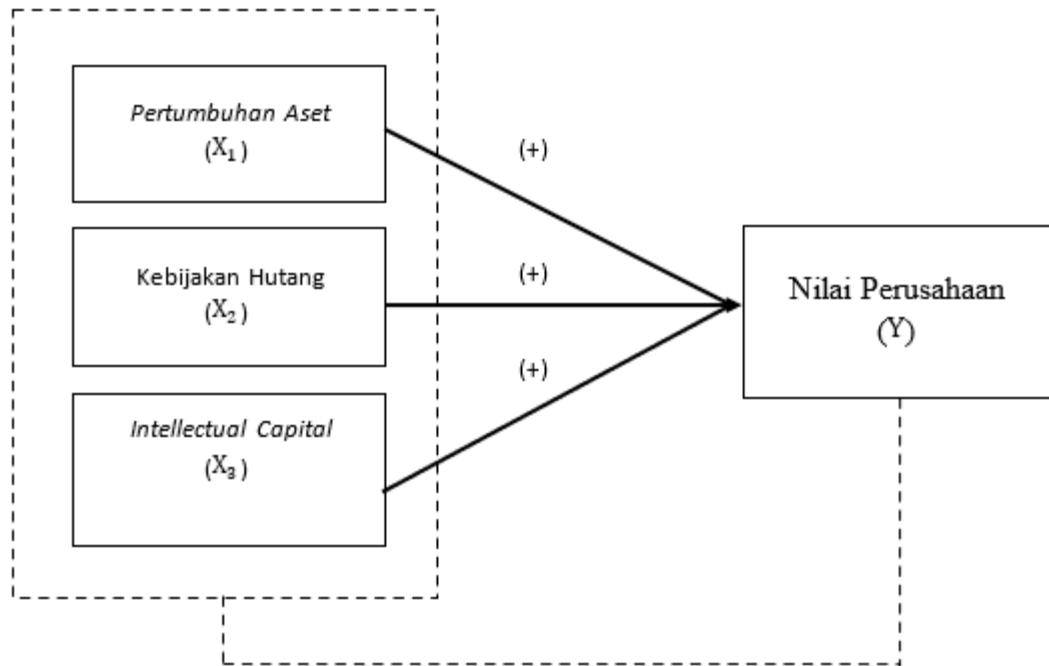 Pertumbuhan Aset
(X₁)
(+)
Kebijakan Hutang
(X₂)
(+)
Intellectual Capital
(X₃)
(+)
Nilai Perusahaan
(Y)